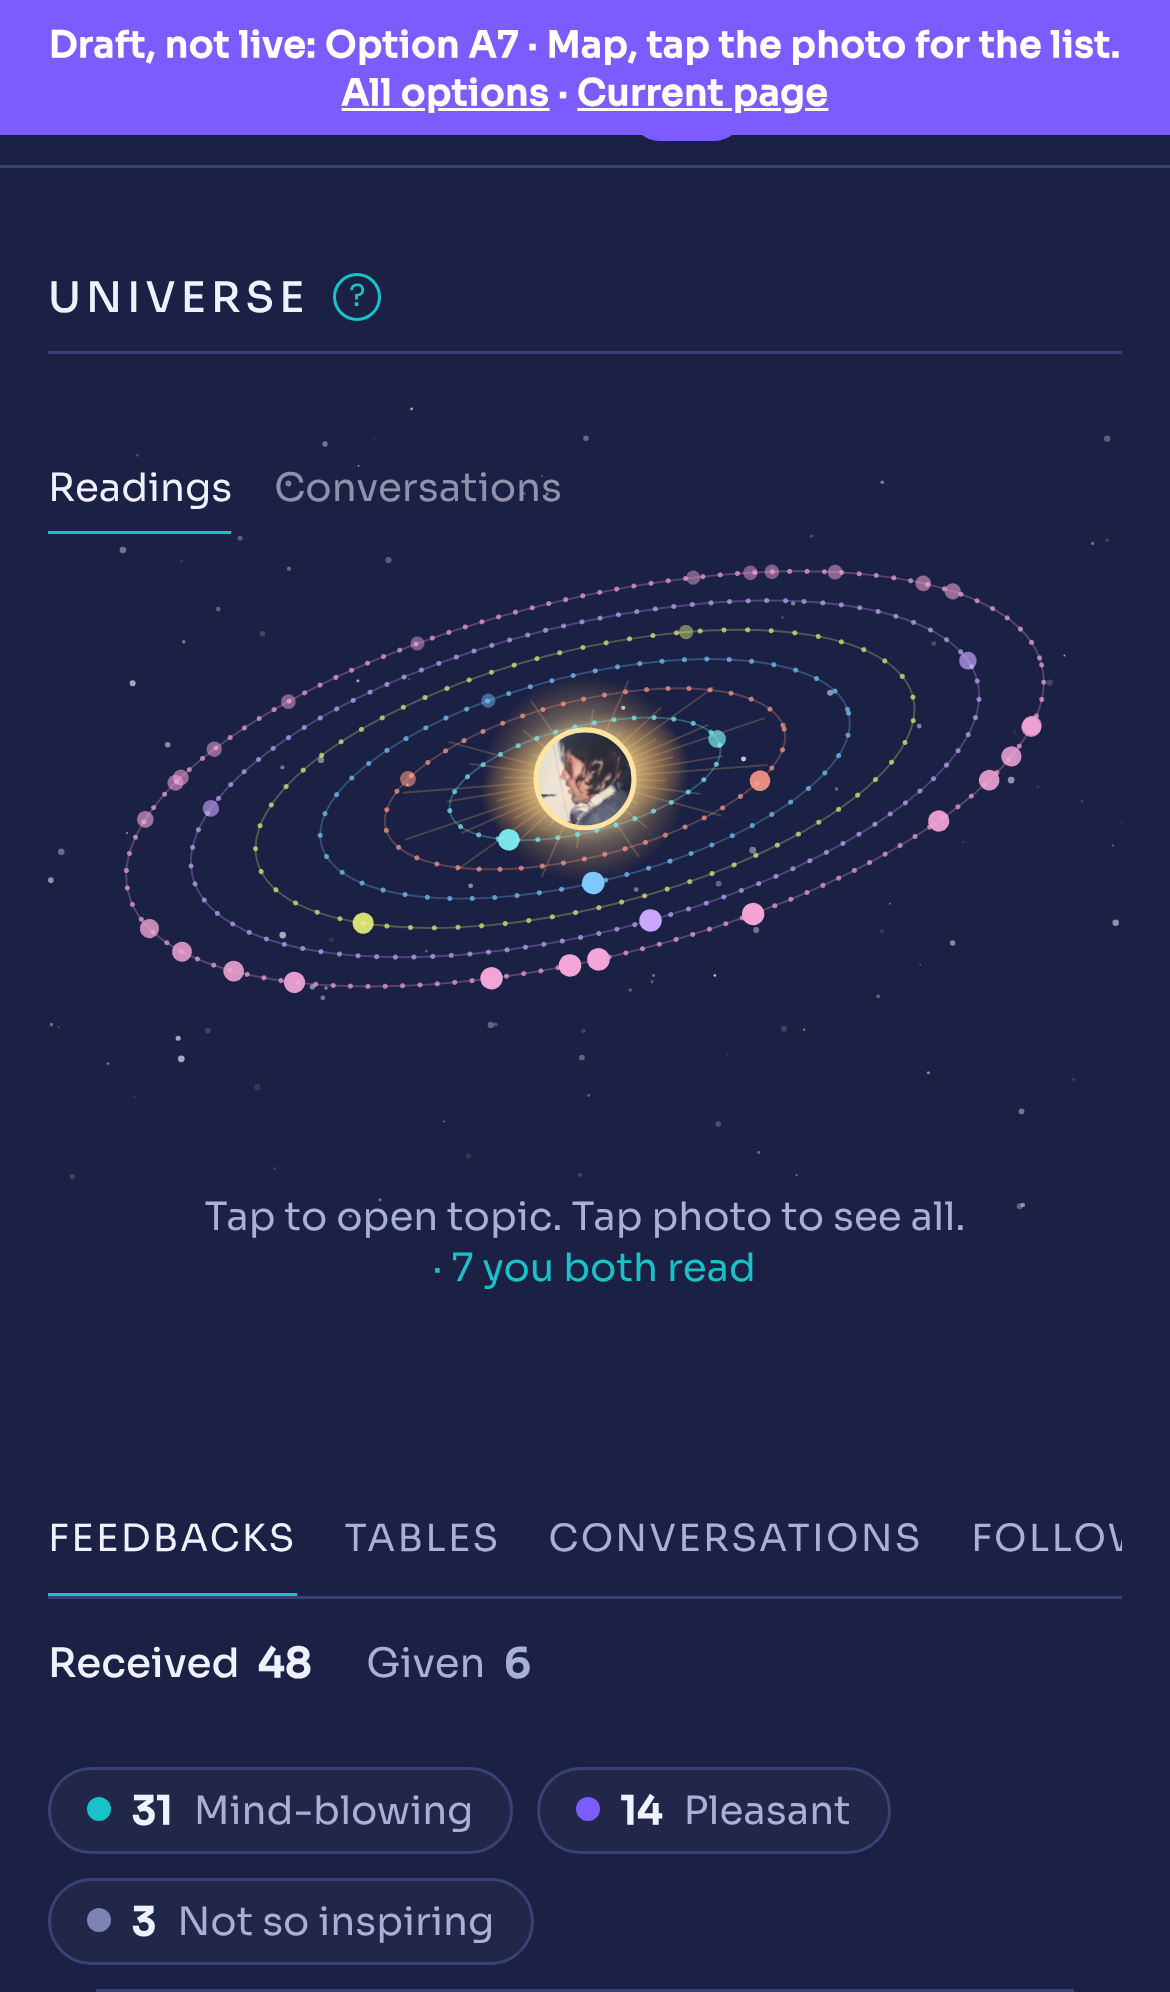 Draft, not live: Option A7 · Map, tap the photo for the list.
All options · Current page
UNIVERSE ?
Readings Conversations
Tap to open topic. Tap photo to see all.
· 7 you both read
FEEDBACKS TABLES CONVERSATIONS FOLLOW
Received 48 Given 6
31 Mind-blowing 14 Pleasant
3 Not so inspiring